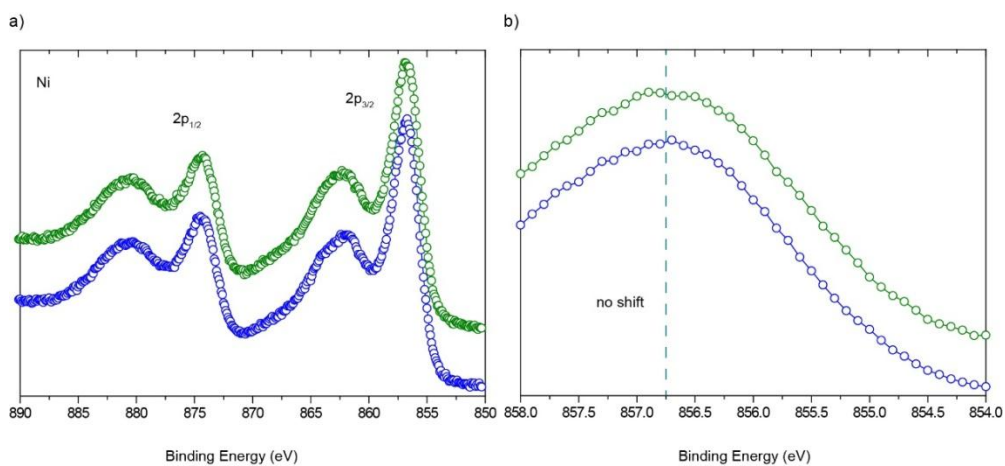 a)
b)
Ni
2p3/2
2p1/2
no shift
890 880 870 865 860 855 850
858.0 857.5 857.0 856.5 856.0 855.5 855.0 854.5 854.0
Binding Energy (eV)
Binding Energy (eV)